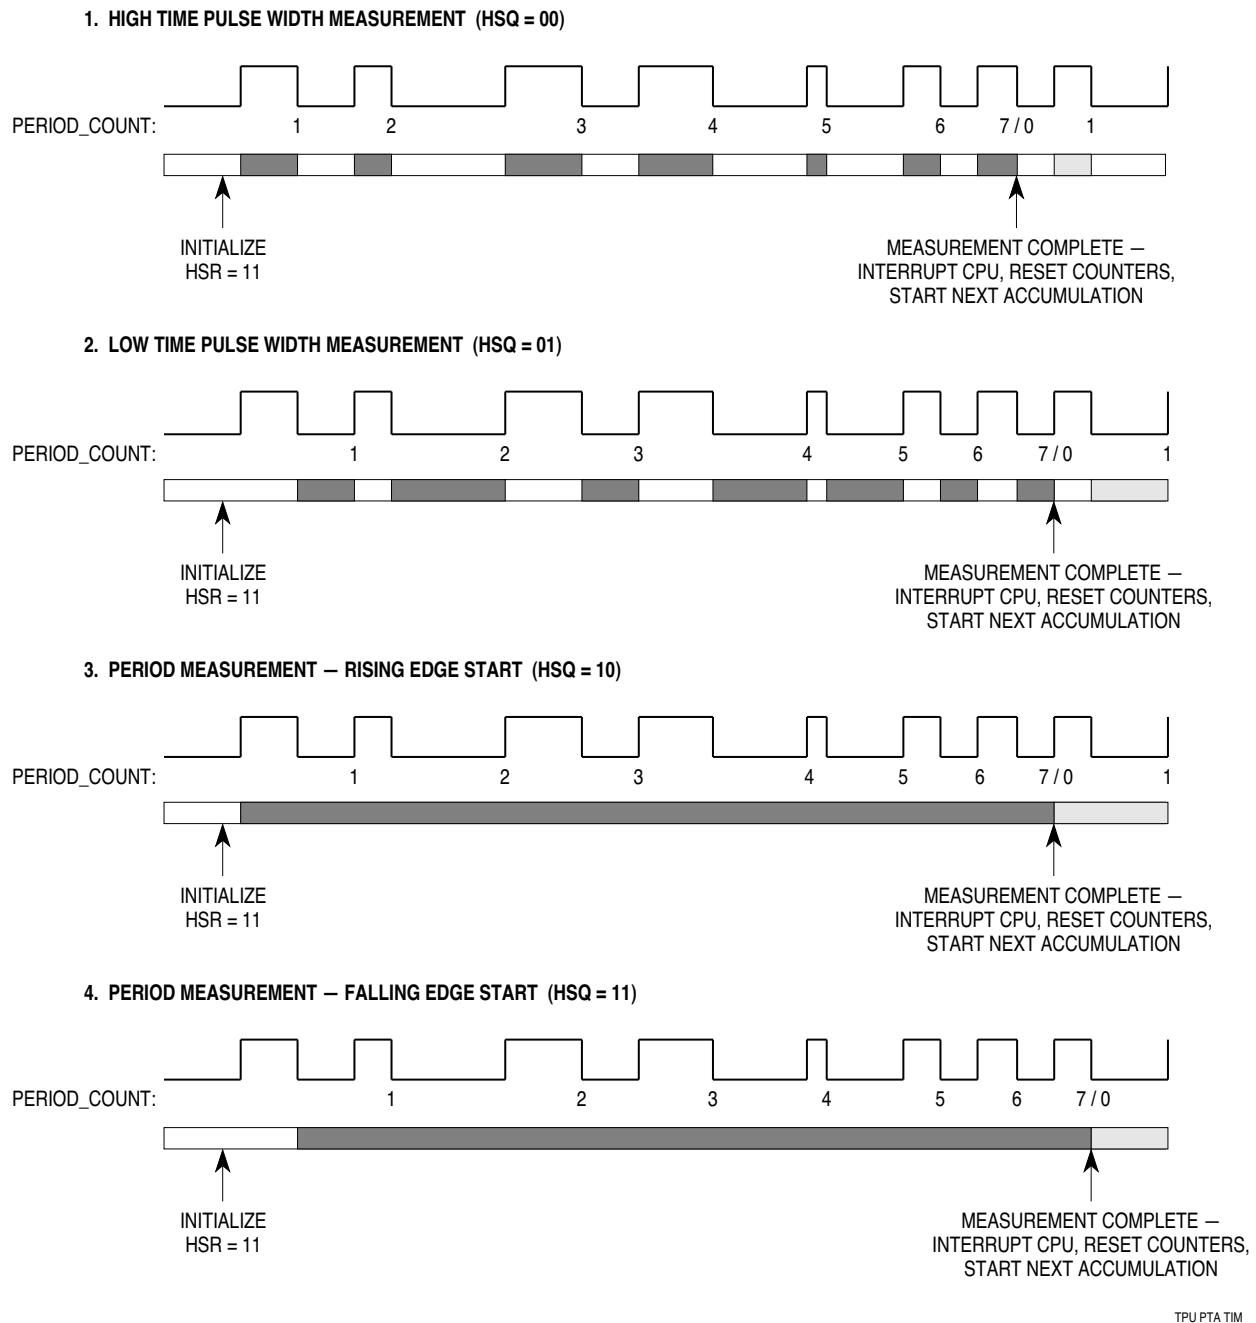 1. HIGH TIME PULSE WIDTH MEASUREMENT (HSQ = 00)
PERIOD_COUNT: 1 2 3 4 5 6 7 / 0 1
INITIALIZE
HSR = 11
MEASUREMENT COMPLETE —
INTERRUPT CPU, RESET COUNTERS,
START NEXT ACCUMULATION
2. LOW TIME PULSE WIDTH MEASUREMENT (HSQ = 01)
PERIOD_COUNT: 1 2 3 4 5 6 7 / 0 1
INITIALIZE
HSR = 11
MEASUREMENT COMPLETE —
INTERRUPT CPU, RESET COUNTERS,
START NEXT ACCUMULATION
3. PERIOD MEASUREMENT — RISING EDGE START (HSQ = 10)
PERIOD_COUNT: 1 2 3 4 5 6 7 / 0 1
INITIALIZE
HSR = 11
MEASUREMENT COMPLETE —
INTERRUPT CPU, RESET COUNTERS,
START NEXT ACCUMULATION
4. PERIOD MEASUREMENT — FALLING EDGE START (HSQ = 11)
PERIOD_COUNT: 1 2 3 4 5 6 7 / 0
INITIALIZE
HSR = 11
MEASUREMENT COMPLETE —
INTERRUPT CPU, RESET COUNTERS,
START NEXT ACCUMULATION
TPU PTA TIM